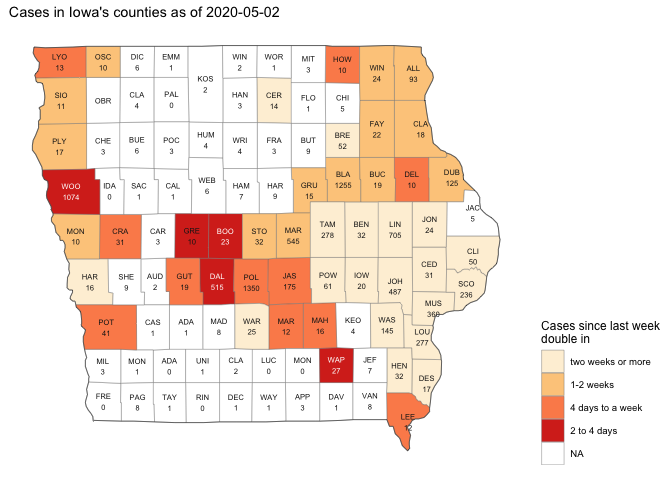 Cases in Iowa's counties as of 2020-05-02
LYO OSC DIC EMM WIN WOR MIT HOW WIN ALL
13 10 6 1 2 1 3 10 24 93
KOS
2
SIO OBR CLA PAL HAN CER FLO CHI
11 4 0 3 14 1 5
FAY CLA
22 18
PLY CHE BUE POC HUM WRI FRA BUT BRE
17 3 6 3 4 4 3 9 52
WOO IDA SAC CAL WEB HAM HAR GRU BLA BUC DEL DUB
1074 0 1 1 6 7 9 15 1255 19 10 125
JAC
5
MON CRA CAR GRE BOO STO MAR TAM BEN LIN JON
10 31 3 10 23 32 545 278 32 705 24
CLI
50
HAR SHE AUD GUT DAL POL JAS POW IOW JOH CED SCO
16 9 2 19 515 1350 175 61 20 487 31 236
MUS
369
POT CAS ADA MAD WAR MAR MAH KEO WAS LOU
41 1 1 8 25 12 16 4 145 277
MIL MON ADA UNI CLA LUC MON WAP JEF HEN DES
3 1 0 1 2 0 0 27 7 32 17
FRE PAG TAY RIN DEC WAY APP DAV VAN LEE
0 8 1 0 1 1 3 1 8 12
Cases since last week
double in
two weeks or more
1-2 weeks
4 days to a week
2 to 4 days
NA